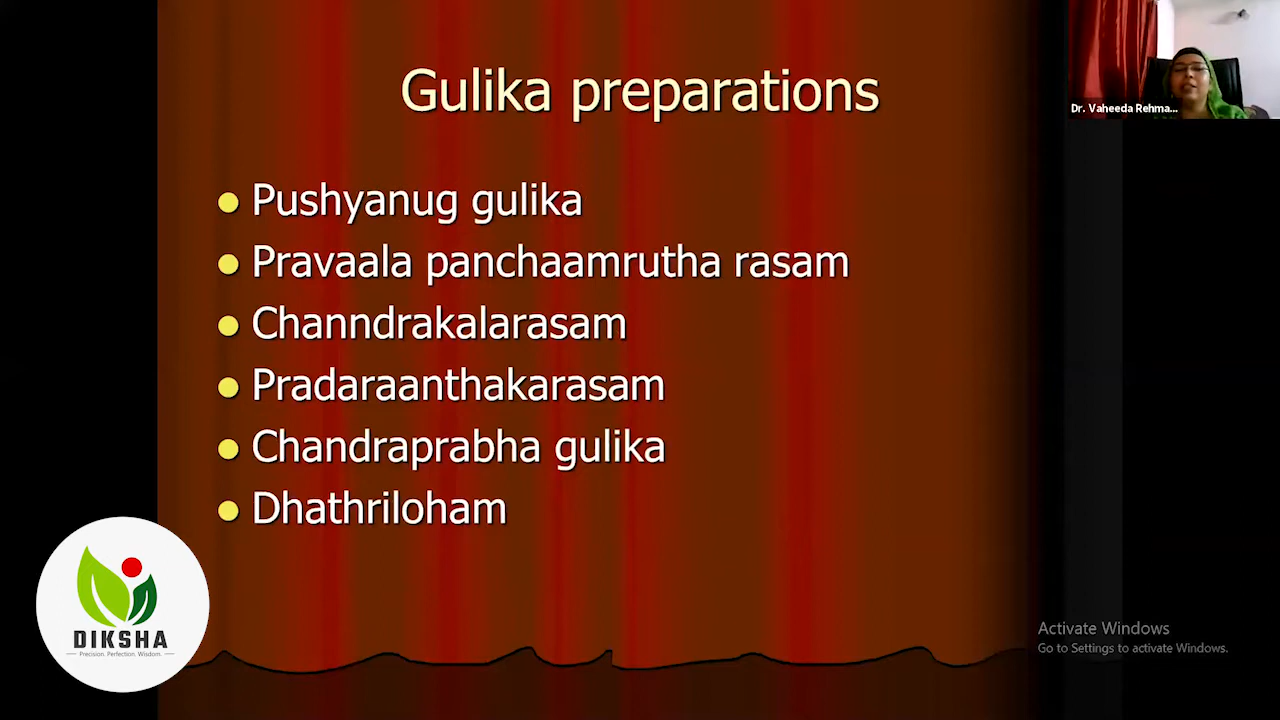 Gulika preparations
Dr. Vaheeda Rehma...
Pushyanug gulika
Pravaala panchaamrutha rasam
Channdrakalarasam
Pradaraanthakarasam
Chandraprabha gulika
Dhathriloham
DIKSHA
Precision. Perfection. Wisdom.
Activate Windows
Go to Settings to activate Windows.